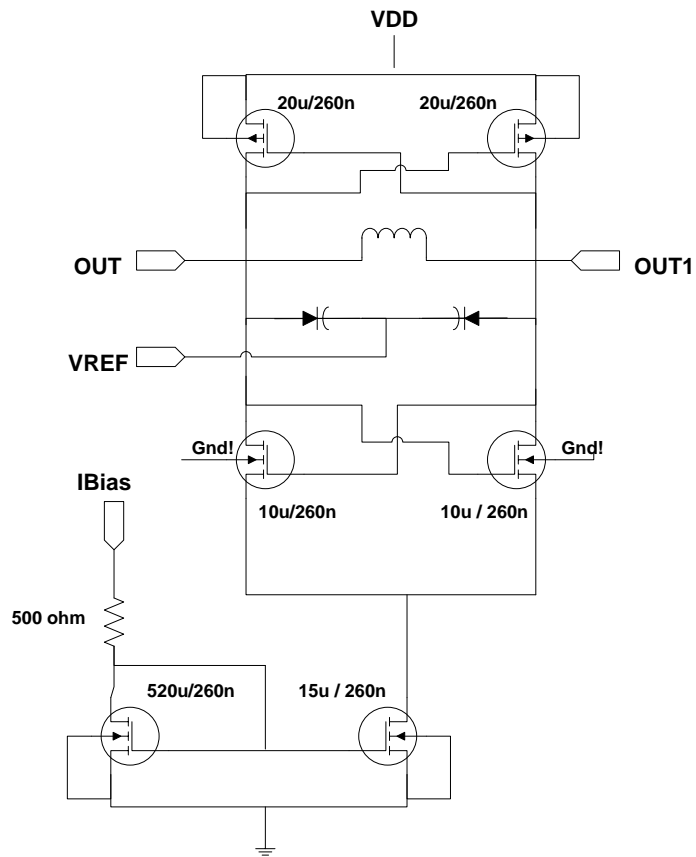 VDD
20u/260n
20u/260n
OUT
OUT1
VREF
Gnd!
Gnd!
IBias
10u/260n
10u / 260n
500 ohm
520u/260n
15u / 260n